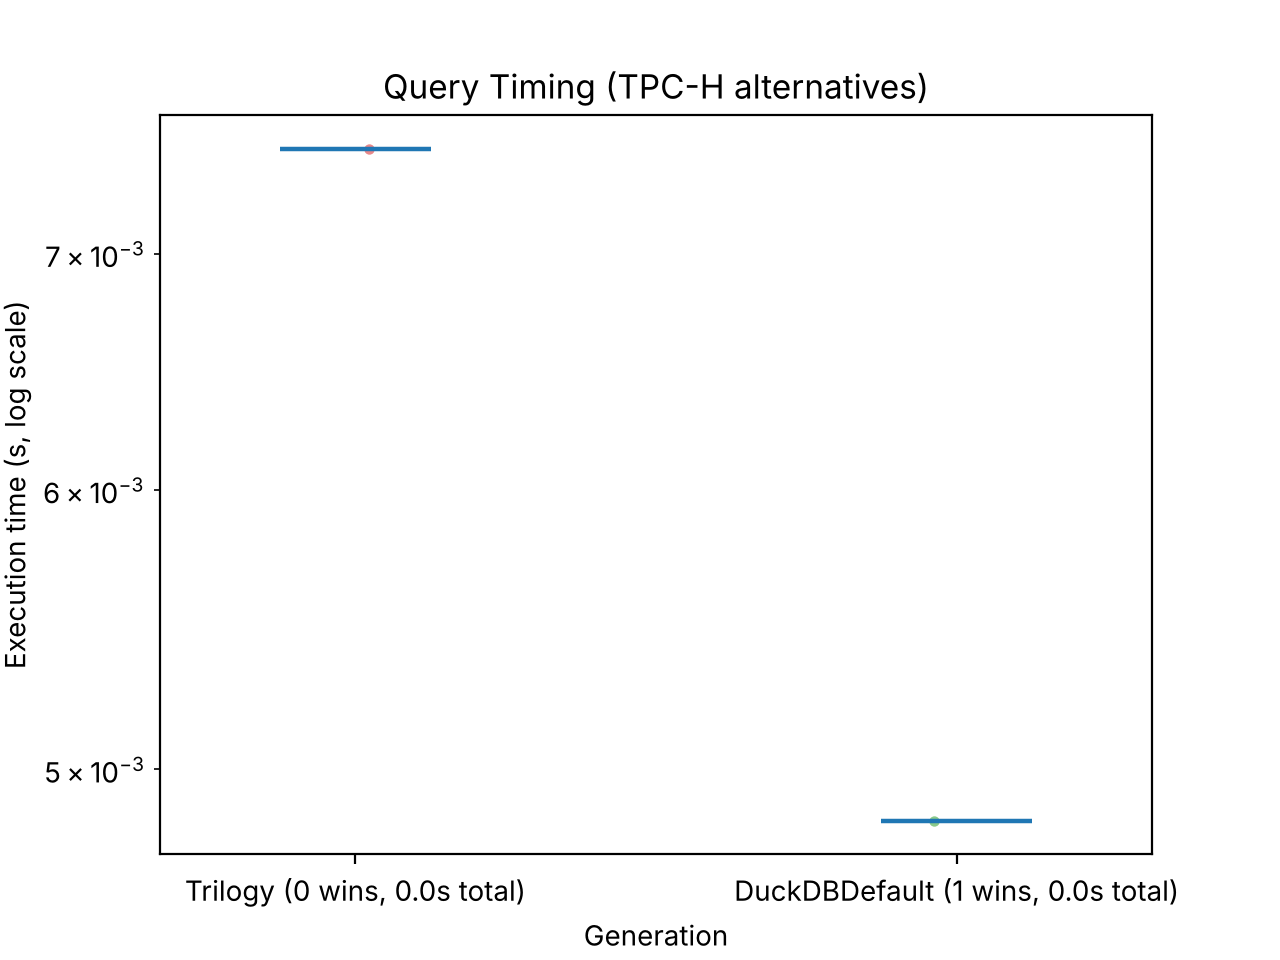 Query Timing (TPC-H alternatives)
Execution time (s, log scale)
7 × 10⁻³
6 × 10⁻³
5 × 10⁻³
Trilogy (0 wins, 0.0s total)
DuckDBDefault (1 wins, 0.0s total)
Generation